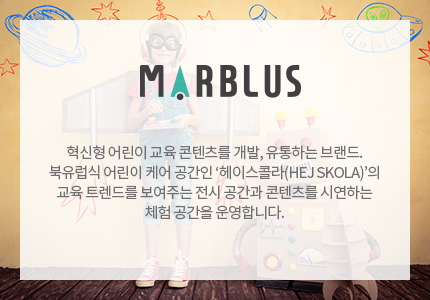 MARBLUS
혁신형 어린이 교육 콘텐츠를 개발, 유통하는 브랜드.
북유럽식 어린이 케어 공간인 ‘헤이스콜라(HEJ SKOLA)’의
교육 트렌드를 보여주는 전시 공간과 콘텐츠를 시연하는
체험 공간을 운영합니다.